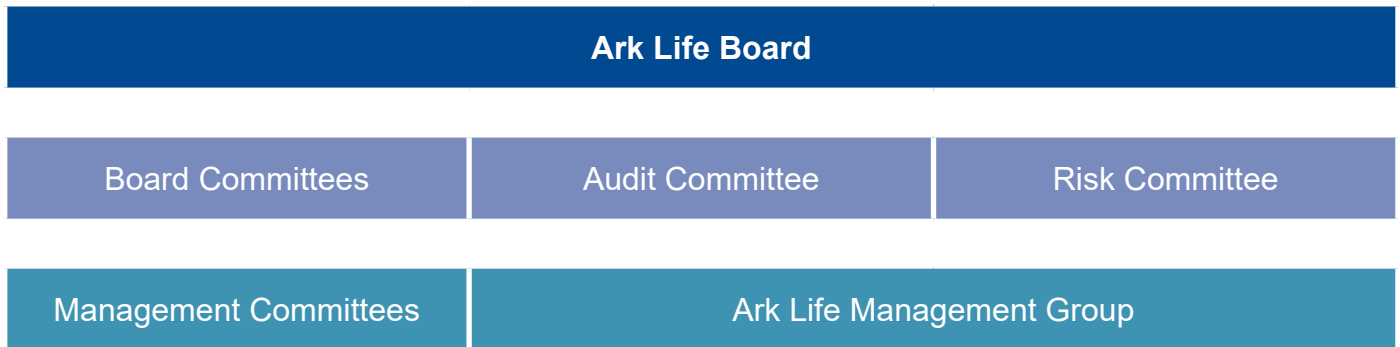 Ark Life Board
Board Committees
Audit Committee
Risk Committee
Management Committees
Ark Life Management Group